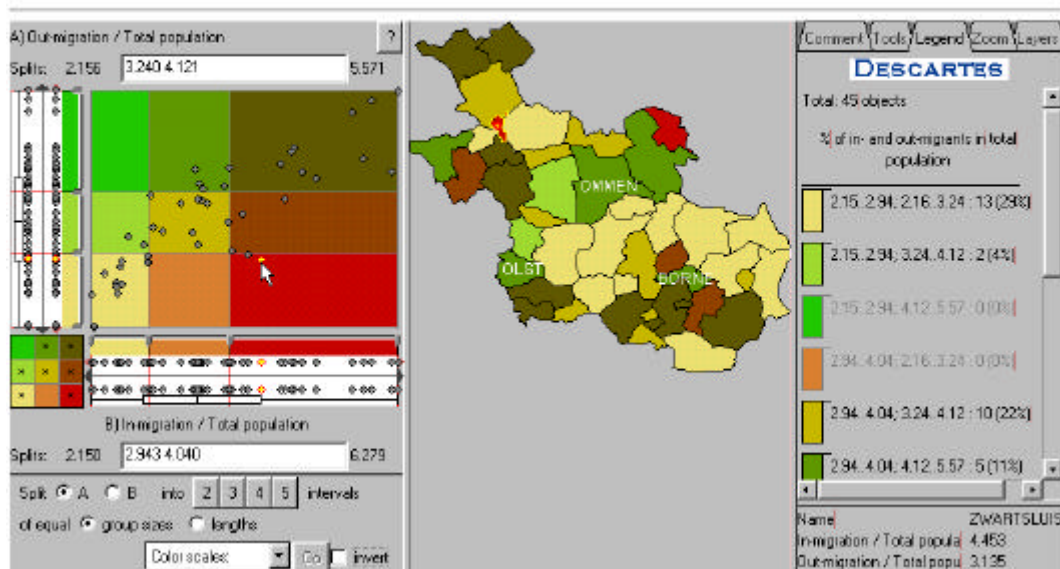 A) Out-migration / Total population
?
Splits: 2.156 3.240 4.121 5.571
B) In-migration / Total population
Splits: 2.150 2.943 4.040 6.279
Split A B into 2 3 4 5 intervals
of equal group sizes lengths
Color scales: Go invert
OMMEN
OLST
BORNE
Comment Tools Legend Zoom Layers
DESCARTES
Total: 45 objects
% of in- and out-migrants in total
population
2.15..2.94; 2.16..3.24 : 13 (29%)
2.15..2.94; 3.24..4.12 : 2 (4%)
2.15..2.94; 4.12..5.57 : 0 (0%)
2.94..4.04; 2.16..3.24 : 0 (0%)
2.94..4.04; 3.24..4.12 : 10 (22%)
2.94..4.04; 4.12..5.57 : 5 (11%)
Name ZWARTSLUIS
In-migration / Total popula 4.453
Out-migration / Total popu 3.135